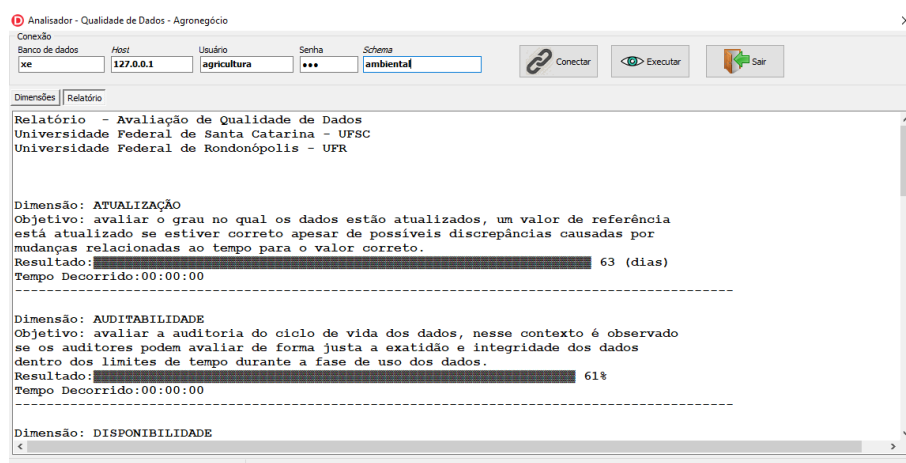 Analisador - Qualidade de Dados - Agronegócio
Conexão
Banco de dados Host Usuário Senha Schema
xe 127.0.0.1 agricultura ●●● ambiental
Conectar Executar Sair
Dimensões Relatório
Relatório  - Avaliação de Qualidade de Dados
Universidade Federal de Santa Catarina - UFSC
Universidade Federal de Rondonópolis - UFR
Dimensão: ATUALIZAÇÃO
Objetivo: avaliar o grau no qual os dados estão atualizados, um valor de referência
está atualizado se estiver correto apesar de possíveis discrepâncias causadas por
mudanças relacionadas ao tempo para o valor correto.
Resultado: 63 (dias)
Tempo Decorrido:00:00:00
Dimensão: AUDITABILIDADE
Objetivo: avaliar a auditoria do ciclo de vida dos dados, nesse contexto é observado
se os auditores podem avaliar de forma justa a exatidão e integridade dos dados
dentro dos limites de tempo durante a fase de uso dos dados.
Resultado: 61%
Tempo Decorrido:00:00:00
Dimensão: DISPONIBILIDADE